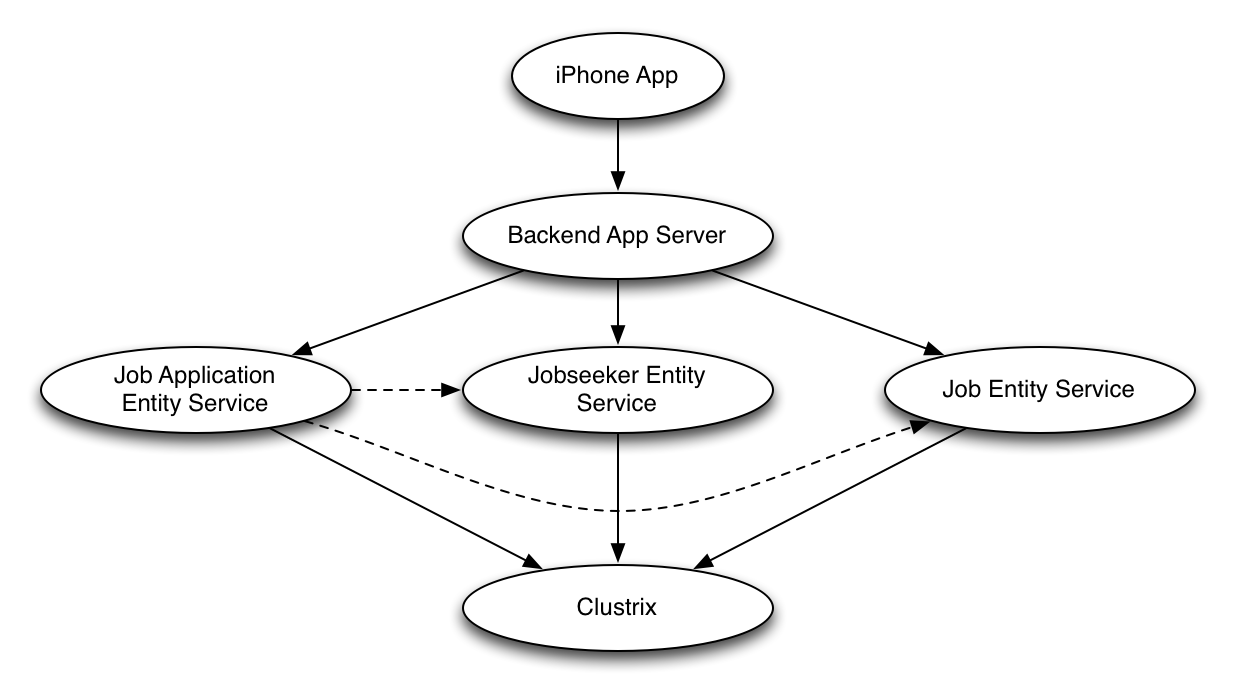 iPhone App
Backend App Server
Job Application
Entity Service
Jobseeker Entity
Service
Job Entity Service
Clustrix